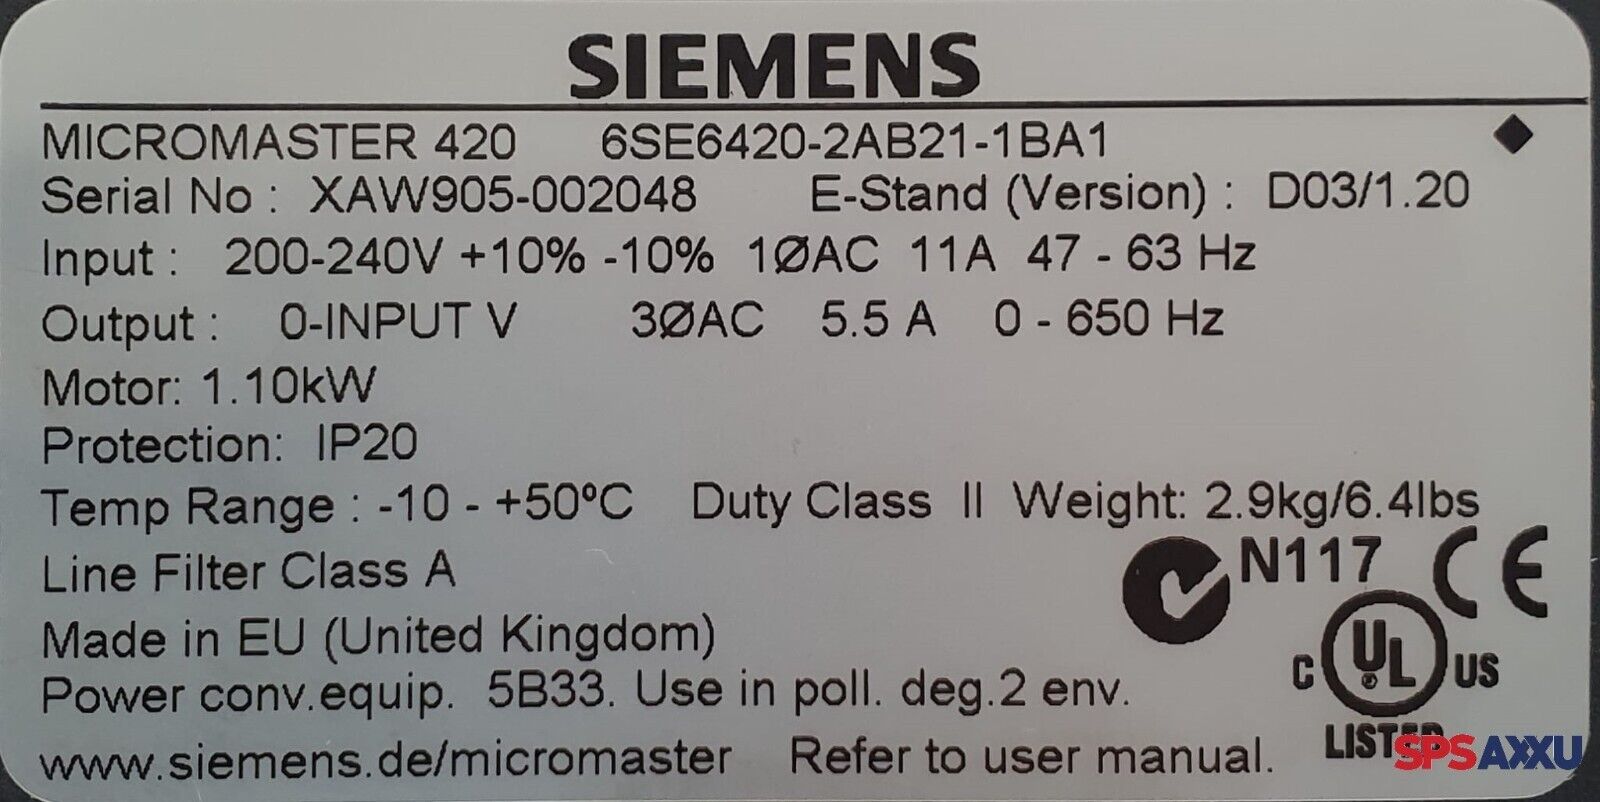 SIEMENS
MICROMASTER 420 6SE6420-2AB21-1BA1
Serial No : XAW905-002048 E-Stand (Version) : D03/1.20
Input : 200-240V +10% -10% 1ØAC 11A 47 - 63 Hz
Output : 0-INPUT V 3ØAC 5.5 A 0 - 650 Hz
Motor: 1.10kW
Protection: IP20
Temp Range : -10 - +50ºC Duty Class II Weight: 2.9kg/6.4lbs
Line Filter Class A
N117 CE
Made in EU (United Kingdom)
C UL US
Power conv.equip. 5B33. Use in poll. deg.2 env.
LISTED
www.siemens.de/micromaster Refer to user manual.
SPSAXXU